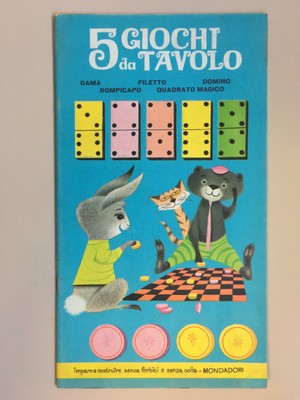 5 GIOCHI
da TAVOLO
DAMA FILETTO DOMINO
ROMPICAPO QUADRATO MAGICO
Impara a costruire senza forbici e senza colla - MONDADORI